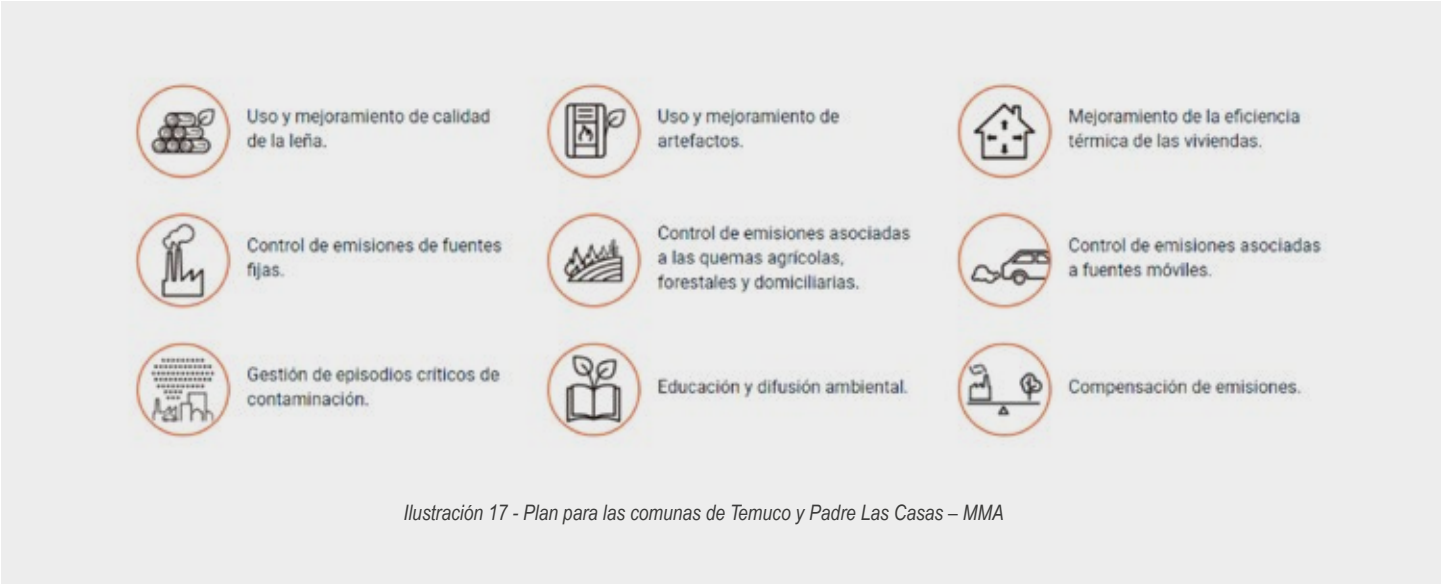 Uso y mejoramiento de calidad
de la leña.
Uso y mejoramiento de
artefactos.
Mejoramiento de la eficiencia
térmica de las viviendas.
Control de emisiones de fuentes
fijas.
Control de emisiones asociadas
a las quemas agrícolas,
forestales y domiciliarias.
Control de emisiones asociadas
a fuentes móviles.
Gestión de episodios críticos de
contaminación.
Educación y difusión ambiental.
Compensación de emisiones.
Ilustración 17 - Plan para las comunas de Temuco y Padre Las Casas – MMA